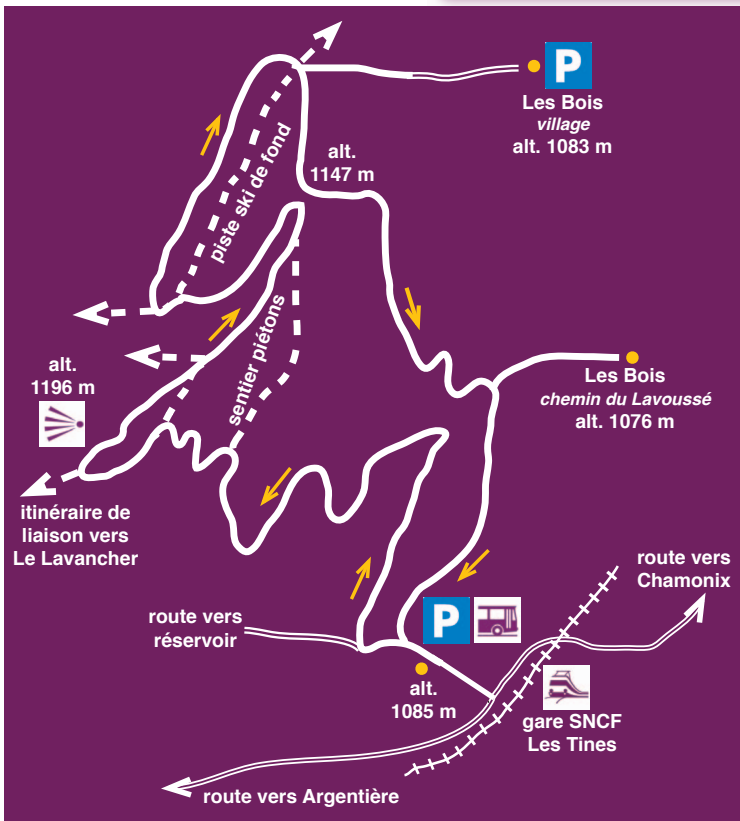 P
Les Bois
village
alt. 1083 m
alt.
1147 m
piste ski de fond
sentier piétons
alt.
1196 m
Les Bois
chemin du Lavoussé
alt. 1076 m
itinéraire de
liaison vers
Le Lavancher
route vers
Chamonix
route vers
réservoir
P
alt.
1085 m
gare SNCF
Les Tines
route vers Argentière